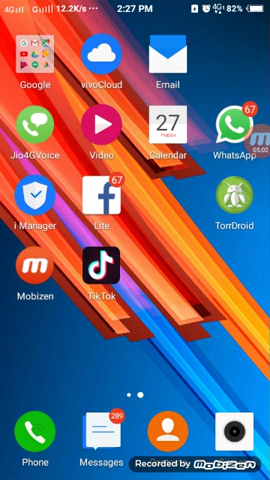 4G G 12.2K/s ··· 2:27 PM 4G 82%
Google vivoCloud Email
67
27
Happy
Jio4GVoice Video Calendar WhatsApp
05:02
67
i Manager Lite TorrDroid
Mobizen TikTok
289
Phone Messages
Recorded by mobizen